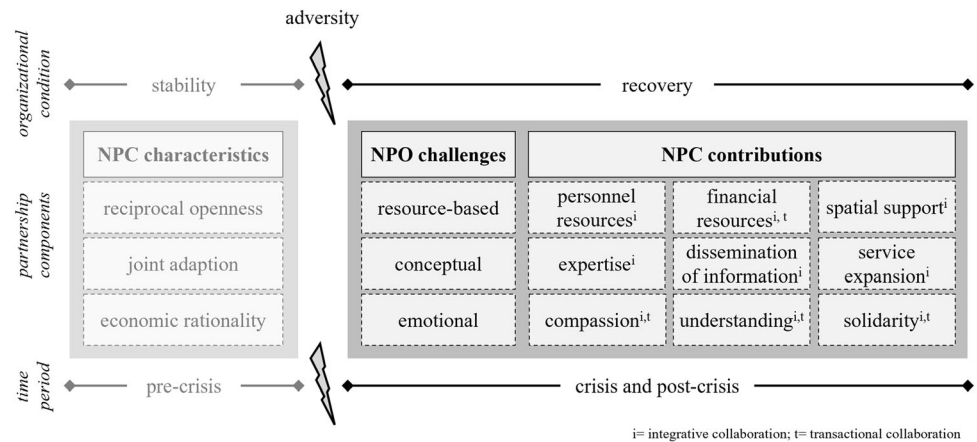 adversity
organizational
condition
stability
recovery
partnership
components
NPC characteristics
NPO challenges
NPC contributions
reciprocal openness
resource-based
personnel
resourcesⁱ
financial
resourcesⁱ, ᵗ
spatial supportⁱ
joint adaption
conceptual
expertiseⁱ
dissemination
of informationⁱ
service
expansionⁱ
economic rationality
emotional
compassionⁱ,ᵗ
understandingⁱ,ᵗ
solidarityⁱ,ᵗ
time
period
pre-crisis
crisis and post-crisis
i= integrative collaboration; t= transactional collaboration